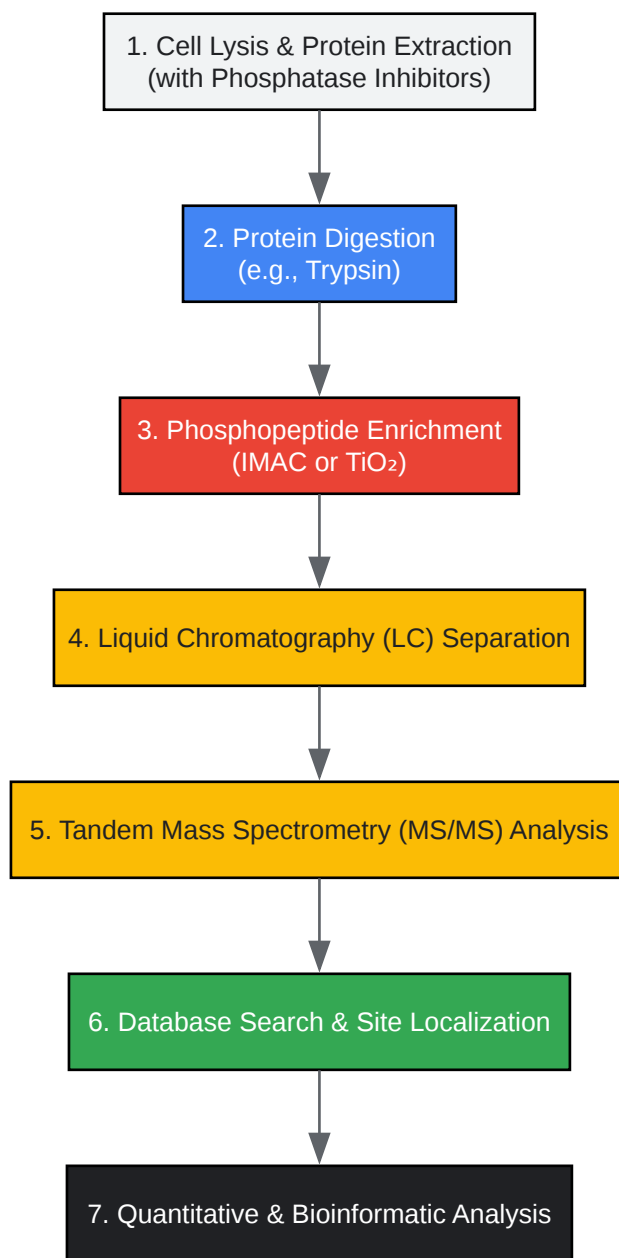 1. Cell Lysis & Protein Extraction
(with Phosphatase Inhibitors)
2. Protein Digestion
(e.g., Trypsin)
3. Phosphopeptide Enrichment
(IMAC or TiO₂)
4. Liquid Chromatography (LC) Separation
5. Tandem Mass Spectrometry (MS/MS) Analysis
6. Database Search & Site Localization
7. Quantitative & Bioinformatic Analysis